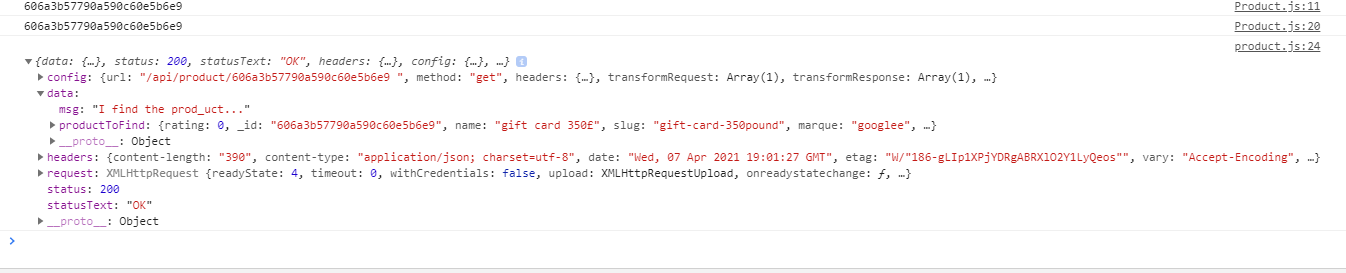 606a3b57790a590c60e5b6e9 Product.js:11
606a3b57790a590c60e5b6e9 Product.js:20
product.js:24
▼{data: {…}, status: 200, statusText: "OK", headers: {…}, config: {…}, …} i
▶config: {url: "/api/product/606a3b57790a590c60e5b6e9 ", method: "get", headers: {…}, transformRequest: Array(1), transformResponse: Array(1), …}
▼data:
msg: "I find the prod_uct..."
▶productToFind: {rating: 0, _id: "606a3b57790a590c60e5b6e9", name: "gift card 350£", slug: "gift-card-350pound", marque: "googlee", …}
▶__proto__: Object
▶headers: {content-length: "390", content-type: "application/json; charset=utf-8", date: "Wed, 07 Apr 2021 19:01:27 GMT", etag: "W/"186-gLIp1XPjYDRgABRXlO2Y1LyQeos"", vary: "Accept-Encoding", …}
▶request: XMLHttpRequest {readyState: 4, timeout: 0, withCredentials: false, upload: XMLHttpRequestUpload, onreadystatechange: ƒ, …}
status: 200
statusText: "OK"
▶__proto__: Object
>